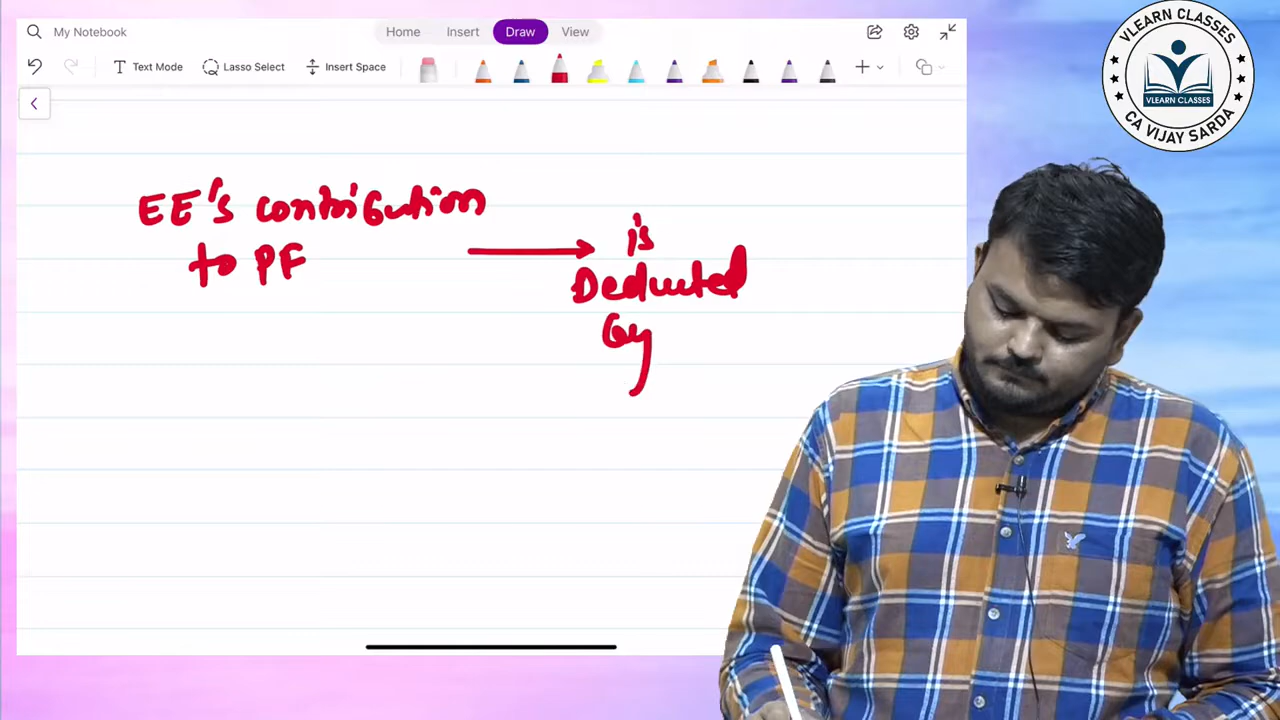 My Notebook
Home Insert Draw View
Text Mode Lasso Select Insert Space
EE's contribution
to PF
is
Deducted
by
VLEARN CLASSES
VLEARN CLASSES
CA VIJAY SARDA